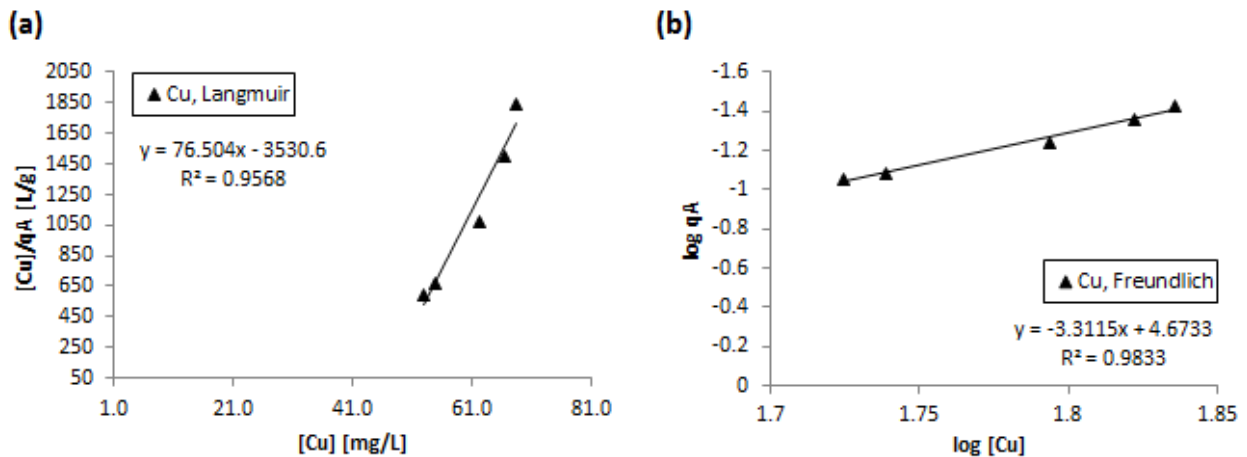 (a)
[Cu]/qA [L/g]
2050
1850
1650
1450
1250
1050
850
650
450
250
50
▲ Cu, Langmuir
y = 76.504x - 3530.6
R² = 0.9568
1.0 21.0 41.0 61.0 81.0
[Cu] [mg/L]
(b)
log qA
-1.6
-1.4
-1.2
-1
-0.8
-0.6
-0.4
-0.2
0
▲ Cu, Freundlich
y = -3.3115x + 4.6733
R² = 0.9833
1.7 1.75 1.8 1.85
log [Cu]